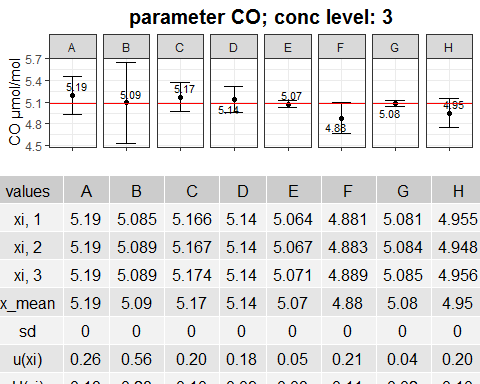 parameter CO; conc level: 3
A B C D E F G H
CO µmol/mol
5.7
5.4
5.1
4.8
4.5
5.19 5.09 5.17 5.14 5.07 4.88 5.08 4.95
values A B C D E F G H
xi, 1 5.19 5.085 5.166 5.14 5.064 4.881 5.081 4.955
xi, 2 5.19 5.089 5.167 5.14 5.067 4.883 5.084 4.948
xi, 3 5.19 5.089 5.174 5.14 5.071 4.889 5.085 4.956
x_mean 5.19 5.09 5.17 5.14 5.07 4.88 5.08 4.95
sd 0 0 0 0 0 0 0 0
u(xi) 0.26 0.56 0.20 0.18 0.05 0.21 0.04 0.20